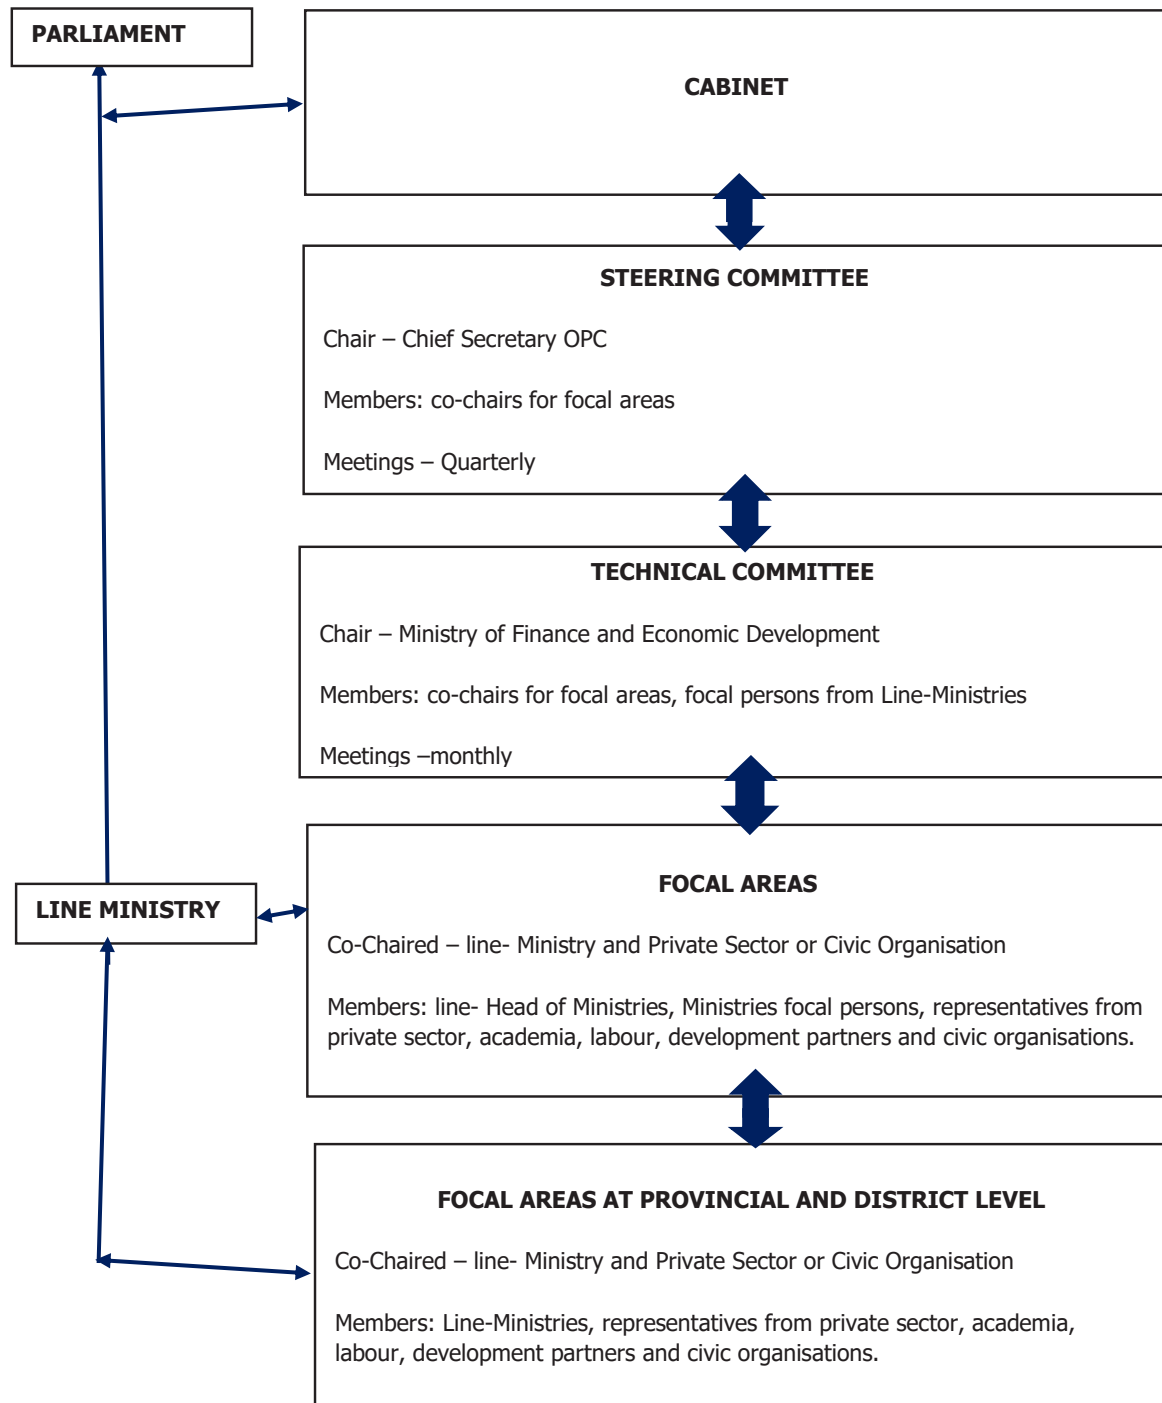 PARLIAMENT
CABINET
STEERING COMMITTEE
Chair – Chief Secretary OPC
Members: co-chairs for focal areas
Meetings – Quarterly
TECHNICAL COMMITTEE
Chair – Ministry of Finance and Economic Development
Members: co-chairs for focal areas, focal persons from Line-Ministries
Meetings –monthly
FOCAL AREAS
LINE MINISTRY
Co-Chaired – line- Ministry and Private Sector or Civic Organisation
Members: line- Head of Ministries, Ministries focal persons, representatives from
private sector, academia, labour, development partners and civic organisations.
FOCAL AREAS AT PROVINCIAL AND DISTRICT LEVEL
Co-Chaired – line- Ministry and Private Sector or Civic Organisation
Members: Line-Ministries, representatives from private sector, academia,
labour, development partners and civic organisations.